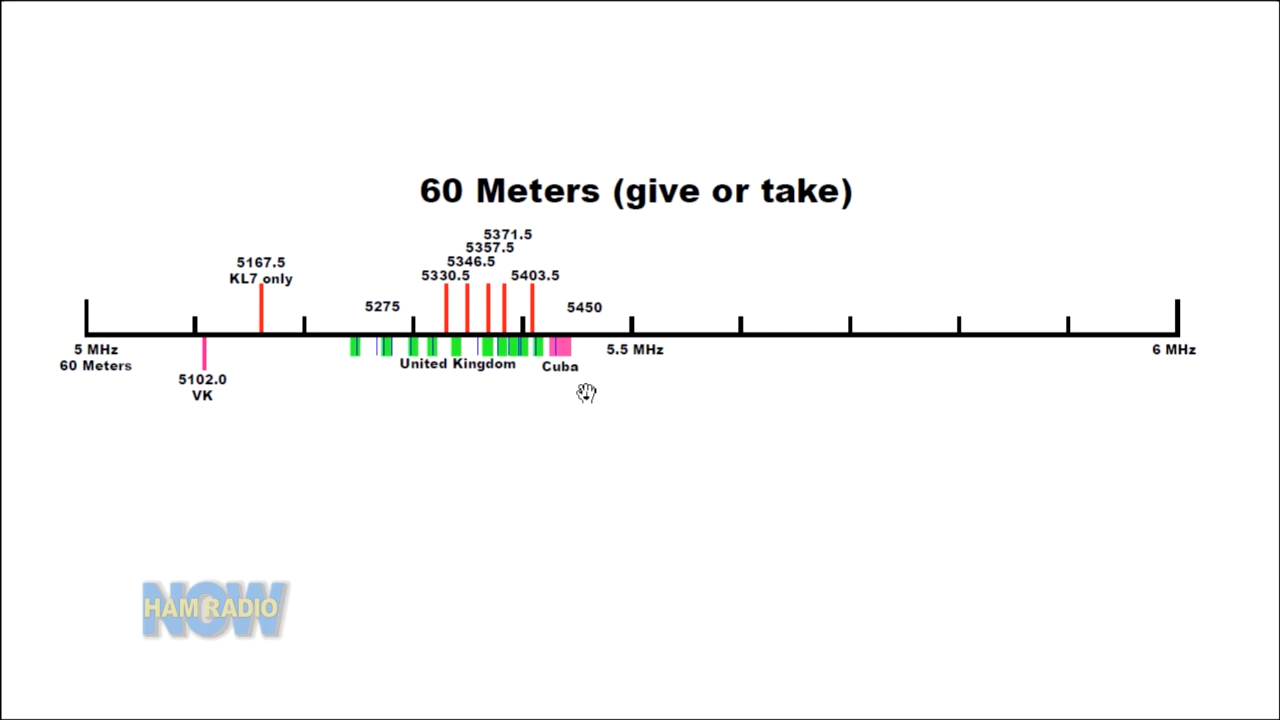 60 Meters (give or take)
5371.5
5357.5
5346.5
5330.5
5403.5
5167.5
KL7 only
5275
5450
5 MHz
60 Meters
5.5 MHz
6 MHz
United Kingdom
Cuba
5102.0
VK
NOW
HAM RADIO